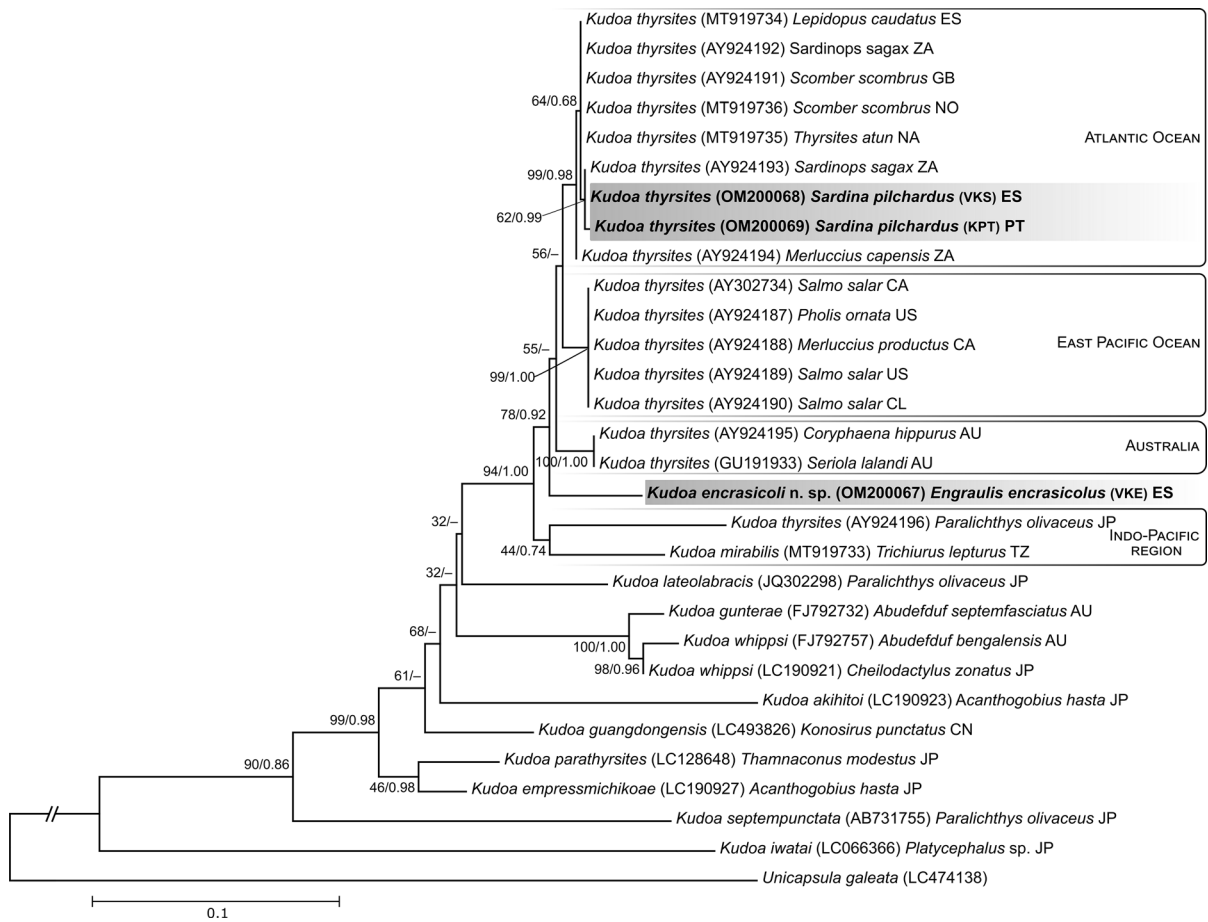 Kudoa thyrsites (MT919734) Lepidopus caudatus ES
Kudoa thyrsites (AY924192) Sardinops sagax ZA
Kudoa thyrsites (AY924191) Scomber scombrus GB
64/0.68
Kudoa thyrsites (MT919736) Scomber scombrus NO
Kudoa thyrsites (MT919735) Thyrsites atun NA
ATLANTIC OCEAN
Kudoa thyrsites (AY924193) Sardinops sagax ZA
99/0.98
Kudoa thyrsites (OM200068) Sardina pilchardus (VKS) ES
62/0.99
Kudoa thyrsites (OM200069) Sardina pilchardus (KPT) PT
56/–
Kudoa thyrsites (AY924194) Merluccius capensis ZA
Kudoa thyrsites (AY302734) Salmo salar CA
Kudoa thyrsites (AY924187) Pholis ornata US
55/–
Kudoa thyrsites (AY924188) Merluccius productus CA
EAST PACIFIC OCEAN
99/1.00
Kudoa thyrsites (AY924189) Salmo salar US
Kudoa thyrsites (AY924190) Salmo salar CL
78/0.92
Kudoa thyrsites (AY924195) Coryphaena hippurus AU
AUSTRALIA
100/1.00
Kudoa thyrsites (GU191933) Seriola lalandi AU
94/1.00
Kudoa encrasicoli n. sp. (OM200067) Engraulis encrasicolus (VKE) ES
32/–
Kudoa thyrsites (AY924196) Paralichthys olivaceus JP
INDO-PACIFIC
REGION
44/0.74
Kudoa mirabilis (MT919733) Trichiurus lepturus TZ
32/–
Kudoa lateolabracis (JQ302298) Paralichthys olivaceus JP
Kudoa gunterae (FJ792732) Abudefduf septemfasciatus AU
68/–
100/1.00
Kudoa whippsi (FJ792757) Abudefduf bengalensis AU
98/0.96
Kudoa whippsi (LC190921) Cheilodactylus zonatus JP
61/–
Kudoa akihitoi (LC190923) Acanthogobius hasta JP
99/0.98
Kudoa guangdongensis (LC493826) Konosirus punctatus CN
90/0.86
Kudoa parathyrsites (LC128648) Thamnaconus modestus JP
46/0.98
Kudoa empressmichikoae (LC190927) Acanthogobius hasta JP
Kudoa septempunctata (AB731755) Paralichthys olivaceus JP
Kudoa iwatai (LC066366) Platycephalus sp. JP
Unicapsula galeata (LC474138)
0.1